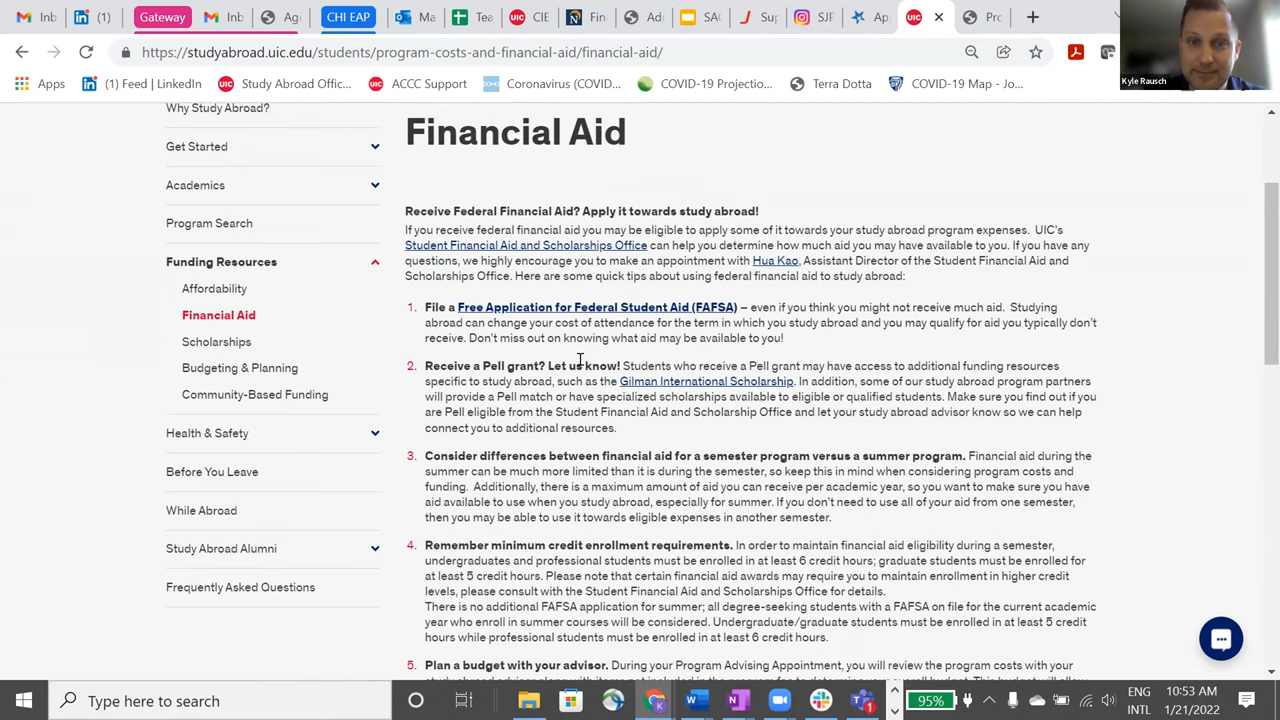 Inb
(1)
Gateway
Inb
Ag
CHI EAP
Ma
Tea
CIE
Fin
Ad
SAC
Su
SJP
Ap
Pro
https://studyabroad.uic.edu/students/program-costs-and-financial-aid/financial-aid/
Kyle Rausch
Apps
(1) Feed | LinkedIn
UIC Study Abroad Offic...
UIC ACCC Support
Coronavirus (COVID...
COVID-19 Projectio...
Terra Dotta
COVID-19 Map - Jo...
Why Study Abroad?
Get Started
Academics
Program Search
Funding Resources
Affordability
Financial Aid
Scholarships
Budgeting & Planning
Community-Based Funding
Health & Safety
Before You Leave
While Abroad
Study Abroad Alumni
Frequently Asked Questions
Financial Aid
Receive Federal Financial Aid? Apply it towards study abroad!
If you receive federal financial aid you may be eligible to apply some of it towards your study abroad program expenses. UIC's
Student Financial Aid and Scholarships Office can help you determine how much aid you may have available to you. If you have any
questions, we highly encourage you to make an appointment with Hua Kao, Assistant Director of the Student Financial Aid and
Scholarships Office. Here are some quick tips about using federal financial aid to study abroad:
1. File a Free Application for Federal Student Aid (FAFSA) – even if you think you might not receive much aid. Studying
abroad can change your cost of attendance for the term in which you study abroad and you may qualify for aid you typically don't
receive. Don't miss out on knowing what aid may be available to you!
2. Receive a Pell grant? Let us know! Students who receive a Pell grant may have access to additional funding resources
specific to study abroad, such as the Gilman International Scholarship. In addition, some of our study abroad program partners
will provide a Pell match or have specialized scholarships available to eligible or qualified students. Make sure you find out if you
are Pell eligible from the Student Financial Aid and Scholarship Office and let your study abroad advisor know so we can help
connect you to additional resources.
3. Consider differences between financial aid for a semester program versus a summer program. Financial aid during the
summer can be much more limited than it is during the semester, so keep this in mind when considering program costs and
funding. Additionally, there is a maximum amount of aid you can receive per academic year, so you want to make sure you have
aid available to use when you study abroad, especially for summer. If you don't need to use all of your aid from one semester,
then you may be able to use it towards eligible expenses in another semester.
4. Remember minimum credit enrollment requirements. In order to maintain financial aid eligibility during a semester,
undergraduates and professional students must be enrolled in at least 6 credit hours; graduate students must be enrolled for
at least 5 credit hours. Please note that certain financial aid awards may require you to maintain enrollment in higher credit
levels, please consult with the Student Financial Aid and Scholarships Office for details.
There is no additional FAFSA application for summer; all degree-seeking students with a FAFSA on file for the current academic
year who enroll in summer courses will be considered. Undergraduate/graduate students must be enrolled in at least 5 credit
hours while professional students must be enrolled in at least 6 credit hours.
5. Plan a budget with your advisor. During your Program Advising Appointment, you will review the program costs with your
Type here to search
95%
ENG
INTL
10:53 AM
1/21/2022